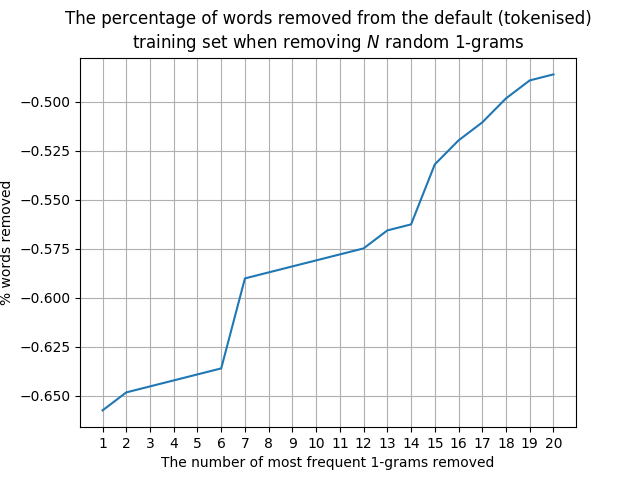 The percentage of words removed from the default (tokenised)
training set when removing N random 1-grams
−0.500
−0.525
−0.550
−0.575
−0.600
−0.625
−0.650
% words removed
1 2 3 4 5 6 7 8 9 10 11 12 13 14 15 16 17 18 19 20
The number of most frequent 1-grams removed